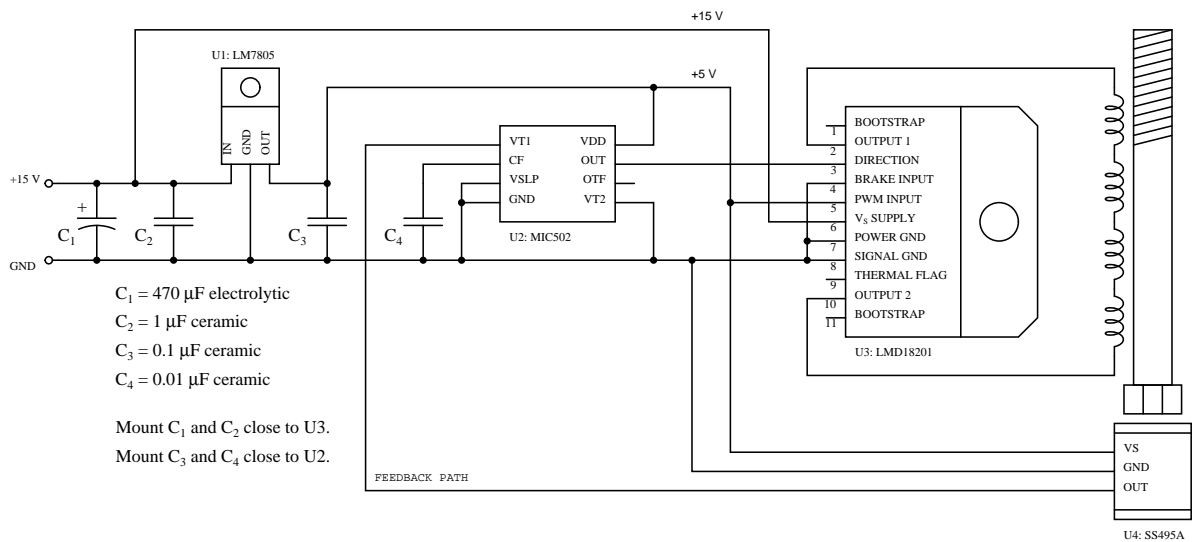 +15 V
U1: LM7805
+5 V
IN
GND
OUT
+15 V
+
C1
C2
C3
C4
GND
VT1
CF
VSLP
GND
VDD
OUT
OTF
VT2
U2: MIC502
1
2
3
4
5
6
7
8
9
10
11
BOOTSTRAP
OUTPUT 1
DIRECTION
BRAKE INPUT
PWM INPUT
VS SUPPLY
POWER GND
SIGNAL GND
THERMAL FLAG
OUTPUT 2
BOOTSTRAP
U3: LMD18201
C1 = 470 μF electrolytic
C2 = 1 μF ceramic
C3 = 0.1 μF ceramic
C4 = 0.01 μF ceramic
Mount C1 and C2 close to U3.
Mount C3 and C4 close to U2.
FEEDBACK PATH
VS
GND
OUT
U4: SS495A